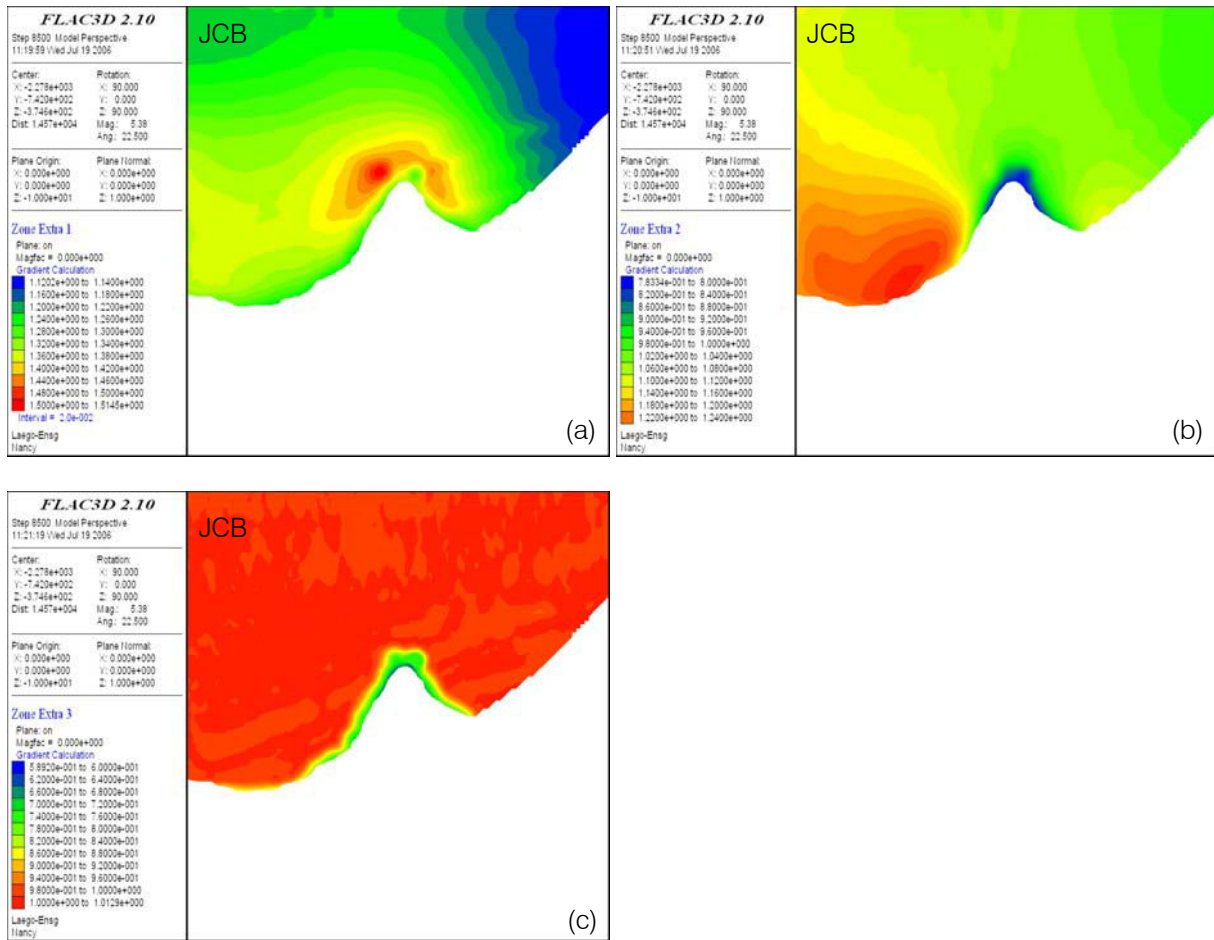 FLAC3D 2.10
Step 8500 Model Perspective
11:19:59 Wed Jul 19 2006
Center: Rotation:
X: -2.278e+003 X: 90.000
Y: -7.420e+002 Y: 0.000
Z: -3.746e+002 Z: 90.000
Dist: 1.457e+004 Mag.: 5.38
Ang.: 22.500
Plane Origin: Plane Normal:
X: 0.000e+000 X: 0.000e+000
Y: 0.000e+000 Y: 0.000e+000
Z: -1.000e+001 Z: 1.000e+000
Zone Extra 1
Plane: on
Magfac = 0.000e+000
Gradient Calculation
1.1202e+000 to 1.1400e+000
1.1600e+000 to 1.1800e+000
1.2000e+000 to 1.2200e+000
1.2400e+000 to 1.2600e+000
1.2800e+000 to 1.3000e+000
1.3200e+000 to 1.3400e+000
1.3600e+000 to 1.3800e+000
1.4000e+000 to 1.4200e+000
1.4400e+000 to 1.4600e+000
1.4800e+000 to 1.5000e+000
1.5000e+000 to 1.5145e+000
Interval = 2.0e-002
Laego-Ensg
Nancy
JCB
(a)
FLAC3D 2.10
Step 8500 Model Perspective
11:20:51 Wed Jul 19 2006
Center: Rotation:
X: -2.278e+003 X: 90.000
Y: -7.420e+002 Y: 0.000
Z: -3.746e+002 Z: 90.000
Dist: 1.457e+004 Mag.: 5.38
Ang.: 22.500
Plane Origin: Plane Normal:
X: 0.000e+000 X: 0.000e+000
Y: 0.000e+000 Y: 0.000e+000
Z: -1.000e+001 Z: 1.000e+000
Zone Extra 2
Plane: on
Magfac = 0.000e+000
Gradient Calculation
7.8334e-001 to 8.0000e-001
8.2000e-001 to 8.4000e-001
8.6000e-001 to 8.8000e-001
9.0000e-001 to 9.2000e-001
9.4000e-001 to 9.6000e-001
9.8000e-001 to 1.0000e+000
1.0200e+000 to 1.0400e+000
1.0600e+000 to 1.0800e+000
1.1000e+000 to 1.1200e+000
1.1400e+000 to 1.1600e+000
1.1800e+000 to 1.2000e+000
1.2200e+000 to 1.2400e+000
Laego-Ensg
Nancy
JCB
(b)
FLAC3D 2.10
Step 8500 Model Perspective
11:21:19 Wed Jul 19 2006
Center: Rotation:
X: -2.278e+003 X: 90.000
Y: -7.420e+002 Y: 0.000
Z: -3.746e+002 Z: 90.000
Dist: 1.457e+004 Mag.: 5.38
Ang.: 22.500
Plane Origin: Plane Normal:
X: 0.000e+000 X: 0.000e+000
Y: 0.000e+000 Y: 0.000e+000
Z: -1.000e+001 Z: 1.000e+000
Zone Extra 3
Plane: on
Magfac = 0.000e+000
Gradient Calculation
5.8920e-001 to 6.0000e-001
6.2000e-001 to 6.4000e-001
6.6000e-001 to 6.8000e-001
7.0000e-001 to 7.2000e-001
7.4000e-001 to 7.6000e-001
7.8000e-001 to 8.0000e-001
8.2000e-001 to 8.4000e-001
8.6000e-001 to 8.8000e-001
9.0000e-001 to 9.2000e-001
9.4000e-001 to 9.6000e-001
9.8000e-001 to 1.0000e+000
1.0000e+000 to 1.0129e+000
Laego-Ensg
Nancy
JCB
(c)